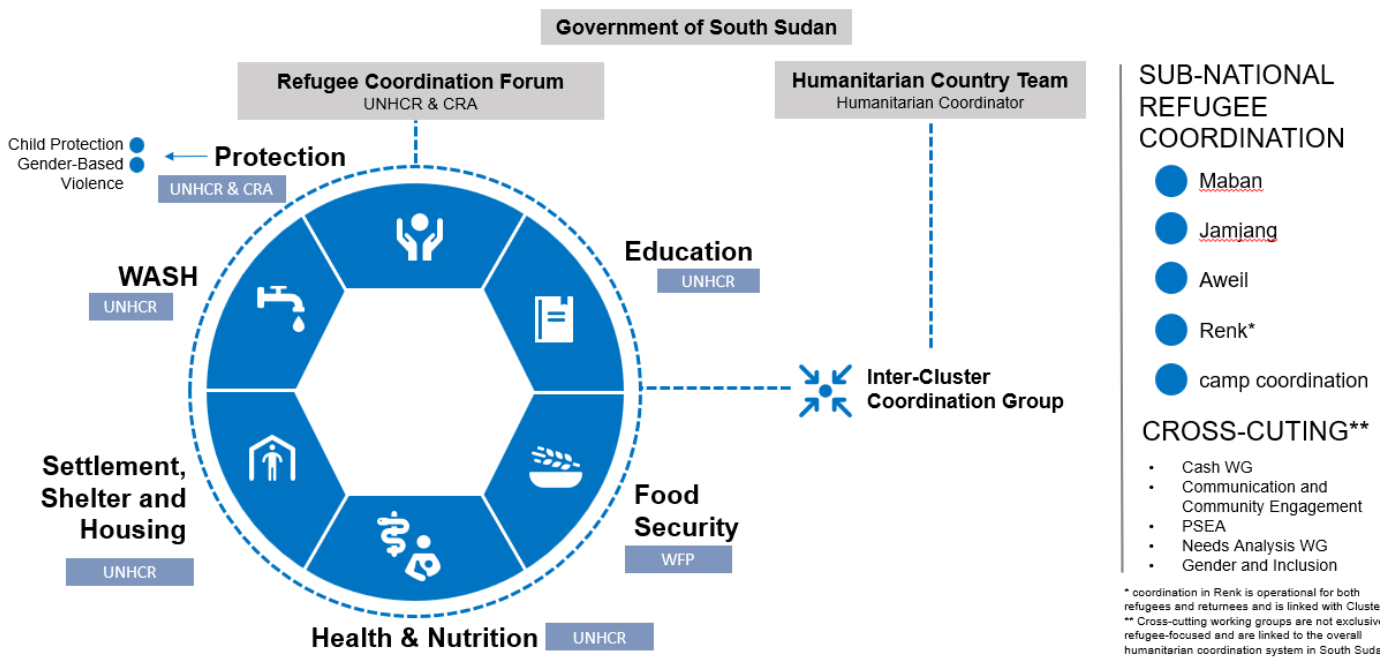 Government of South Sudan
Refugee Coordination Forum
UNHCR & CRA
Humanitarian Country Team
Humanitarian Coordinator
Child Protection
Gender-Based
Violence
Protection
UNHCR & CRA
Education
UNHCR
WASH
UNHCR
Inter-Cluster
Coordination Group
Settlement,
Shelter and
Housing
UNHCR
Food
Security
WFP
Health & Nutrition
UNHCR
SUB-NATIONAL
REFUGEE
COORDINATION
Maban
Jamjang
Aweil
Renk*
camp coordination
CROSS-CUTING**
• Cash WG
• Communication and
Community Engagement
• PSEA
• Needs Analysis WG
• Gender and Inclusion
* coordination in Renk is operational for both
refugees and returnees and is linked with Cluste
** Cross-cutting working groups are not exclusive
refugee-focused and are linked to the overall
humanitarian coordination system in South Suda